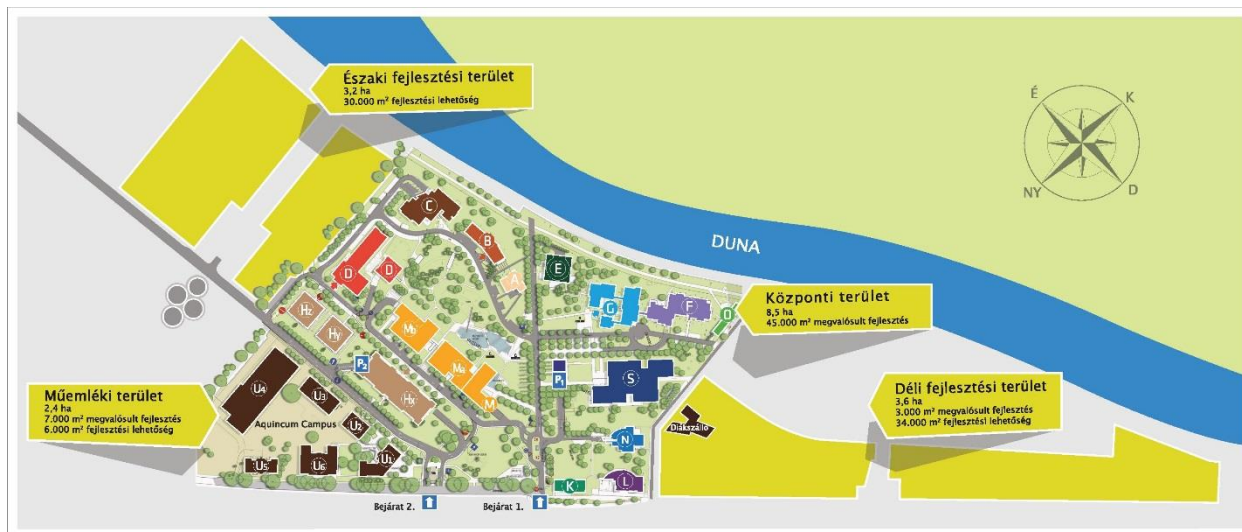 Északi fejlesztési terület
3,2 ha
30.000 m² fejlesztési lehetőség
É
K
NY
D
DUNA
C
B
A
D
D
E
G
F
O
Központi terület
8,5 ha
45.000 m² megvalósult fejlesztés
Hz
Hy
Mb
Ma
M
P2
Hx
P1
S
Műemléki terület
2,4 ha
7.000 m² megvalósult fejlesztés
6.000 m² fejlesztési lehetőség
U4
U3
U2
Aquincum Campus
U5
U6
U1
Déli fejlesztési terület
3,6 ha
3.000 m² megvalósult fejlesztés
34.000 m² fejlesztési lehetőség
Diákszálló
N
K
L
Bejárat 2.
Bejárat 1.